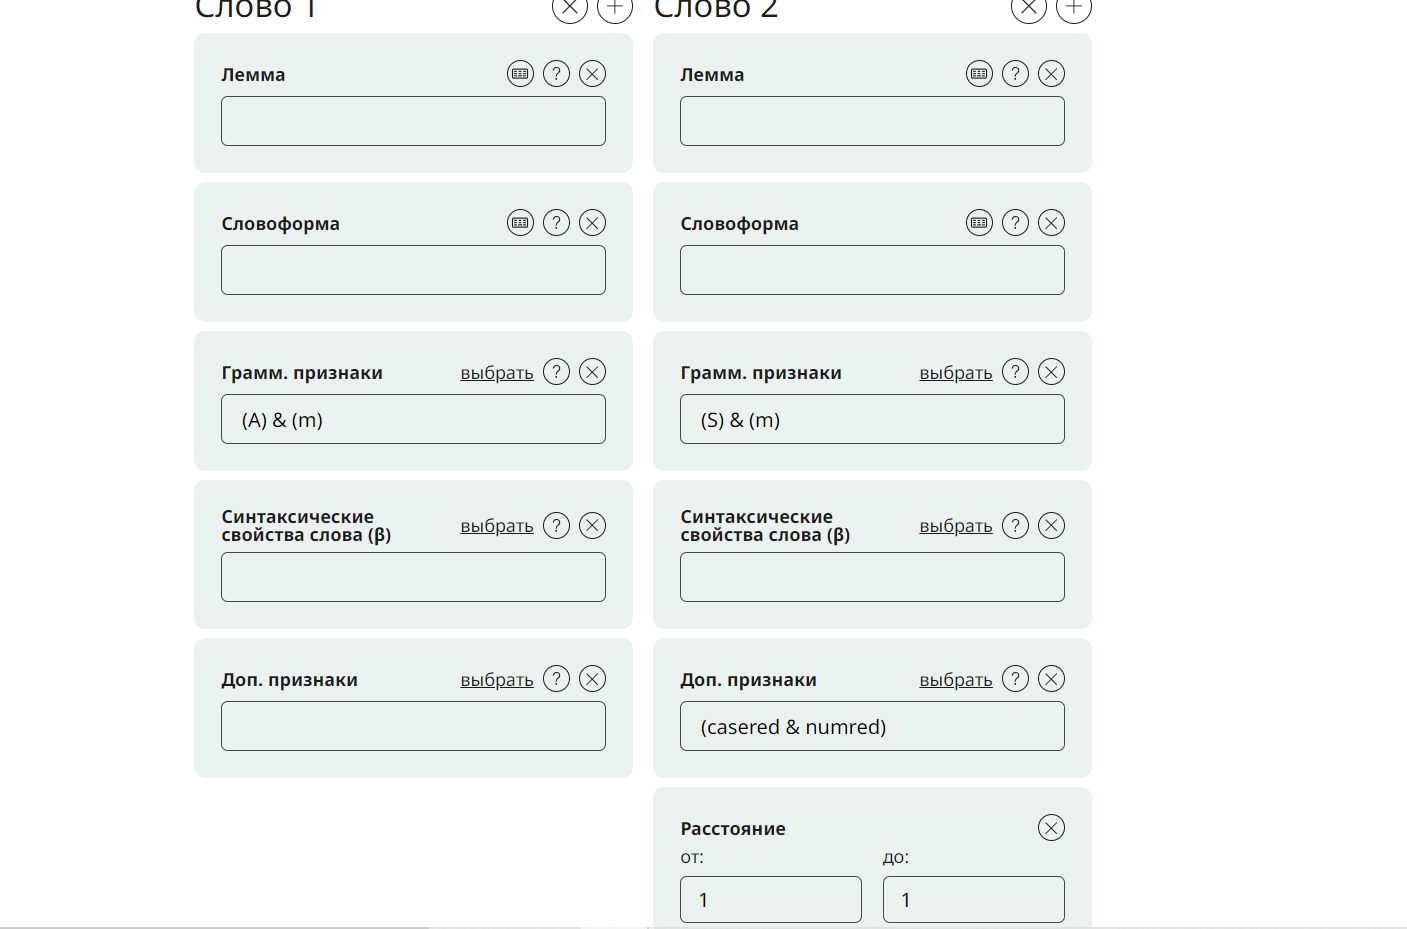 Слово 1
Лемма
Словоформа
Грамм. признаки выбрать ?
(A) & (m)
Синтаксические
свойства слова (β) выбрать ?
Доп. признаки выбрать ?
Слово 2
Лемма ?
Словоформа ?
Грамм. признаки выбрать ?
(S) & (m)
Синтаксические
свойства слова (β) выбрать ?
Доп. признаки выбрать ?
(casered & numred)
Расстояние
от: до:
1 1